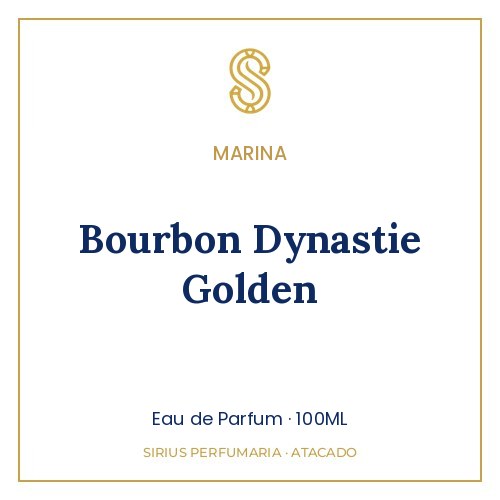 MARINA
Bourbon Dynastie
Golden
Eau de Parfum · 100ML
SIRIUS PERFUMARIA · ATACADO